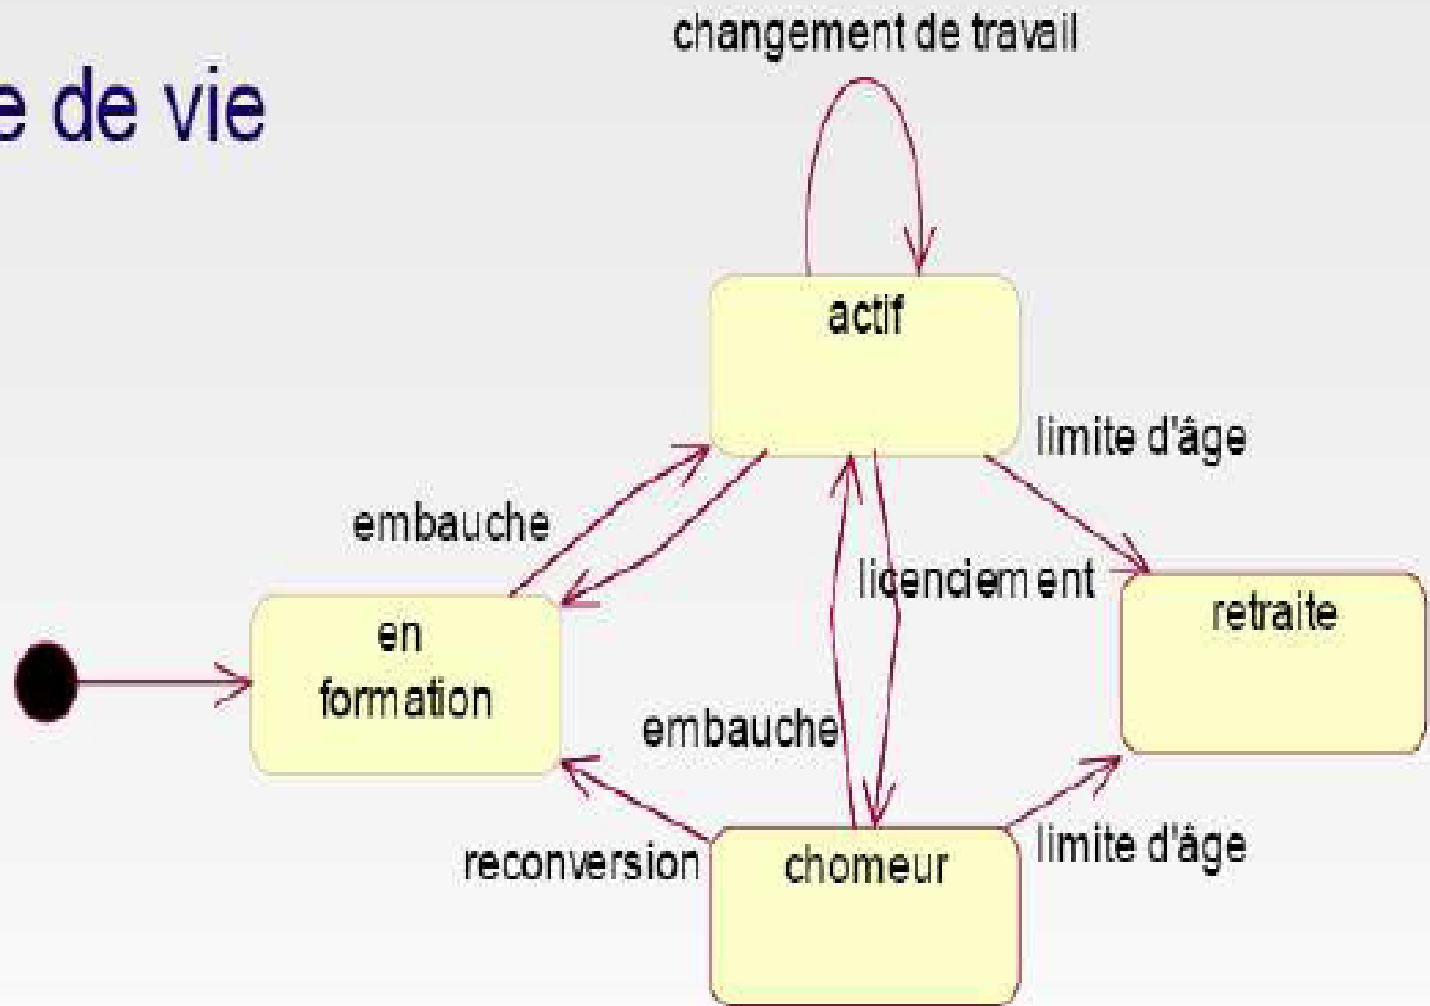 changement de travail
e de vie
actif
limite d'âge
embauche
licenciement
retraite
en
formation
embauche
reconversion
chomeur
limite d'âge